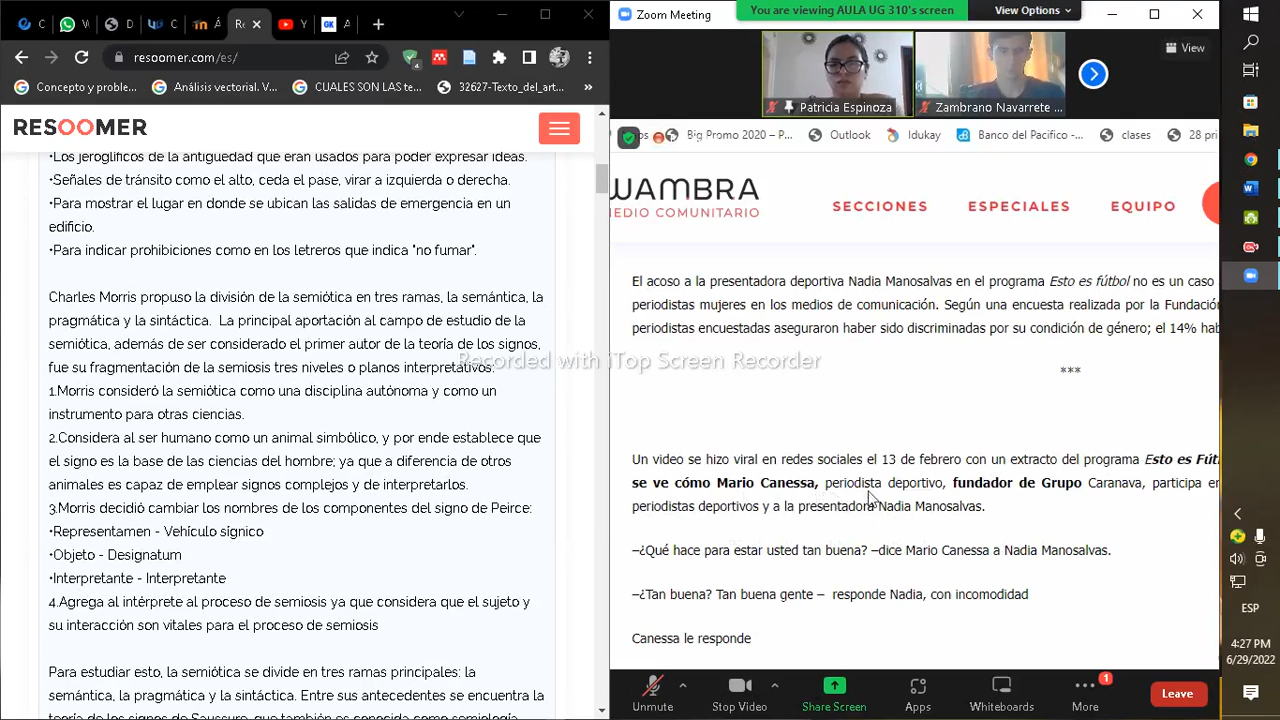 resoomer.com/es/
Concepto y proble...
Análisis vectorial. V...
CUALES SON LAS te...
32627-Texto_del_art...
RESOOMER
•Los jeroglíficos de la antigüedad que eran usados para poder expresar ideas.
•Señales de tránsito como el alto, ceda el pase, virar a izquierda o derecha.
•Para mostrar el lugar en donde se ubican las salidas de emergencia en un
edificio.
•Para indicar prohibiciones como en los letreros que indica "no fumar".
Charles Morris propuso la división de la semiótica en tres ramas, la semántica, la
pragmática y la sintáctica. La principal aportación al campo de estudio de la
semiótica, además de ser considerado el primer autor de la teoría de los signos,
fue su fragmentación de la semiosis tres niveles o planos interpretativos:
1.Morris consideró la semiótica como una disciplina autónoma y como un
instrumento para otras ciencias.
2.Considera al ser humano como un animal simbólico, y por ende establece que
el signo es la base de las ciencias del hombre; ya que a diferencia de otros
animales es capaz de emplear signos complejos y de interpretarlos.
3.Morris decidió cambiar los nombres de los componentes del signo de Peirce:
•Representamen - Vehículo sígnico
•Objeto - Designatum
•Interpretante - Interpretante
4.Agrega al intérprete al proceso de semiosis ya que considera que el sujeto y
su interacción son vitales para el proceso de semiosis
Para estudiar esto, la semiótica se divide en tres ramas principales: la
semántica, la pragmática y la sintáctica. Entre sus antecedentes se encuentra la
teoría de los signos de Saussure, que también es conocida como semiología
Recorded with iTop Screen Recorder
Zoom Meeting
You are viewing AULA UG 310's screen
View Options
Patricia Espinoza
Zambrano Navarrete ...
View
Big Promo 2020 – P...
Outlook
Idukay
Banco del Pacifico -...
clases
28 pri
WAMBRA
MEDIO COMUNITARIO
SECCIONES
ESPECIALES
EQUIPO
El acoso a la presentadora deportiva Nadia Manosalvas en el programa Esto es fútbol no es un caso
periodistas mujeres en los medios de comunicación. Según una encuesta realizada por la Fundación
periodistas encuestadas aseguraron haber sido discriminadas por su condición de género; el 14% hab
***
Un video se hizo viral en redes sociales el 13 de febrero con un extracto del programa Esto es Fút
se ve cómo Mario Canessa, periodista deportivo, fundador de Grupo Caranava, participa en
periodistas deportivos y a la presentadora Nadia Manosalvas.
–¿Qué hace para estar usted tan buena? –dice Mario Canessa a Nadia Manosalvas.
–¿Tan buena? Tan buena gente – responde Nadia, con incomodidad
Canessa le responde
Unmute
Stop Video
Share Screen
Apps
Whiteboards
1
More
Leave
ESP
4:27 PM
6/29/2022